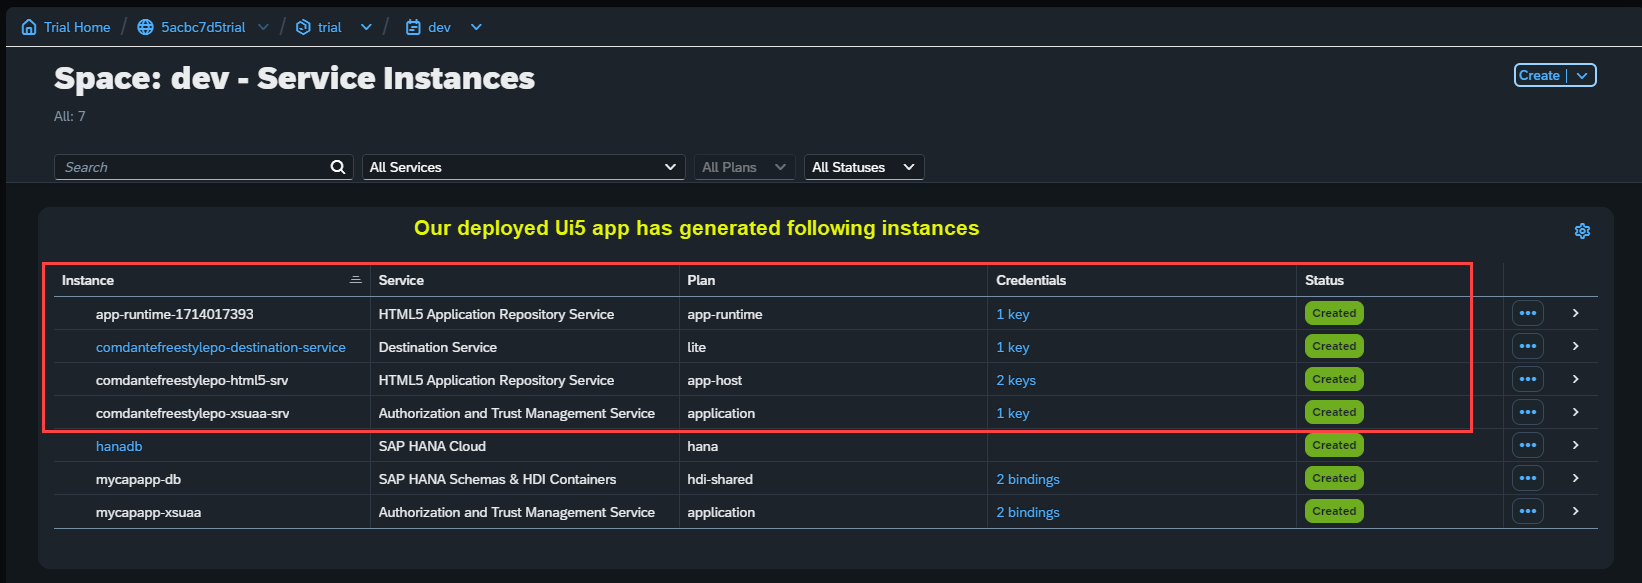 Trial Home / 5acbc7d5trial / trial / dev
Space: dev - Service Instances
Create
All: 7
Search All Services All Plans All Statuses
Our deployed Ui5 app has generated following instances
Instance Service Plan Credentials Status
app-runtime-1714017393 HTML5 Application Repository Service app-runtime 1 key Created
comdantefreestylepo-destination-service Destination Service lite 1 key Created
comdantefreestylepo-html5-srv HTML5 Application Repository Service app-host 2 keys Created
comdantefreestylepo-xsuaa-srv Authorization and Trust Management Service application 1 key Created
hanadb SAP HANA Cloud hana Created
mycapapp-db SAP HANA Schemas & HDI Containers hdi-shared 2 bindings Created
mycapapp-xsuaa Authorization and Trust Management Service application 2 bindings Created